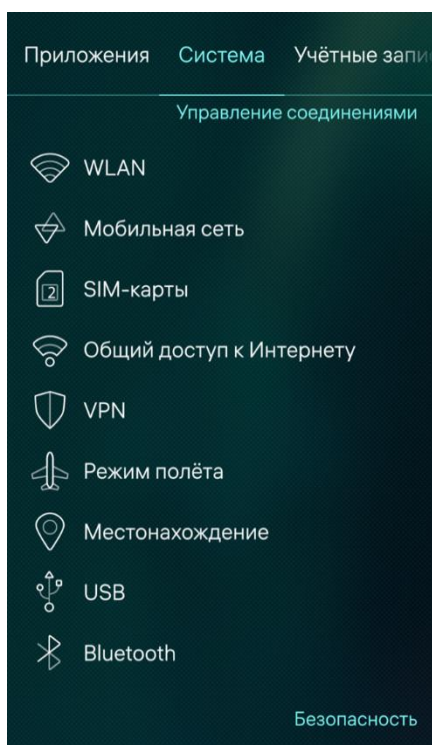 Приложения Система Учётные запи
Управление соединениями
WLAN
Мобильная сеть
2
SIM-карты
Общий доступ к Интернету
VPN
Режим полёта
Местонахождение
USB
Bluetooth
Безопасность